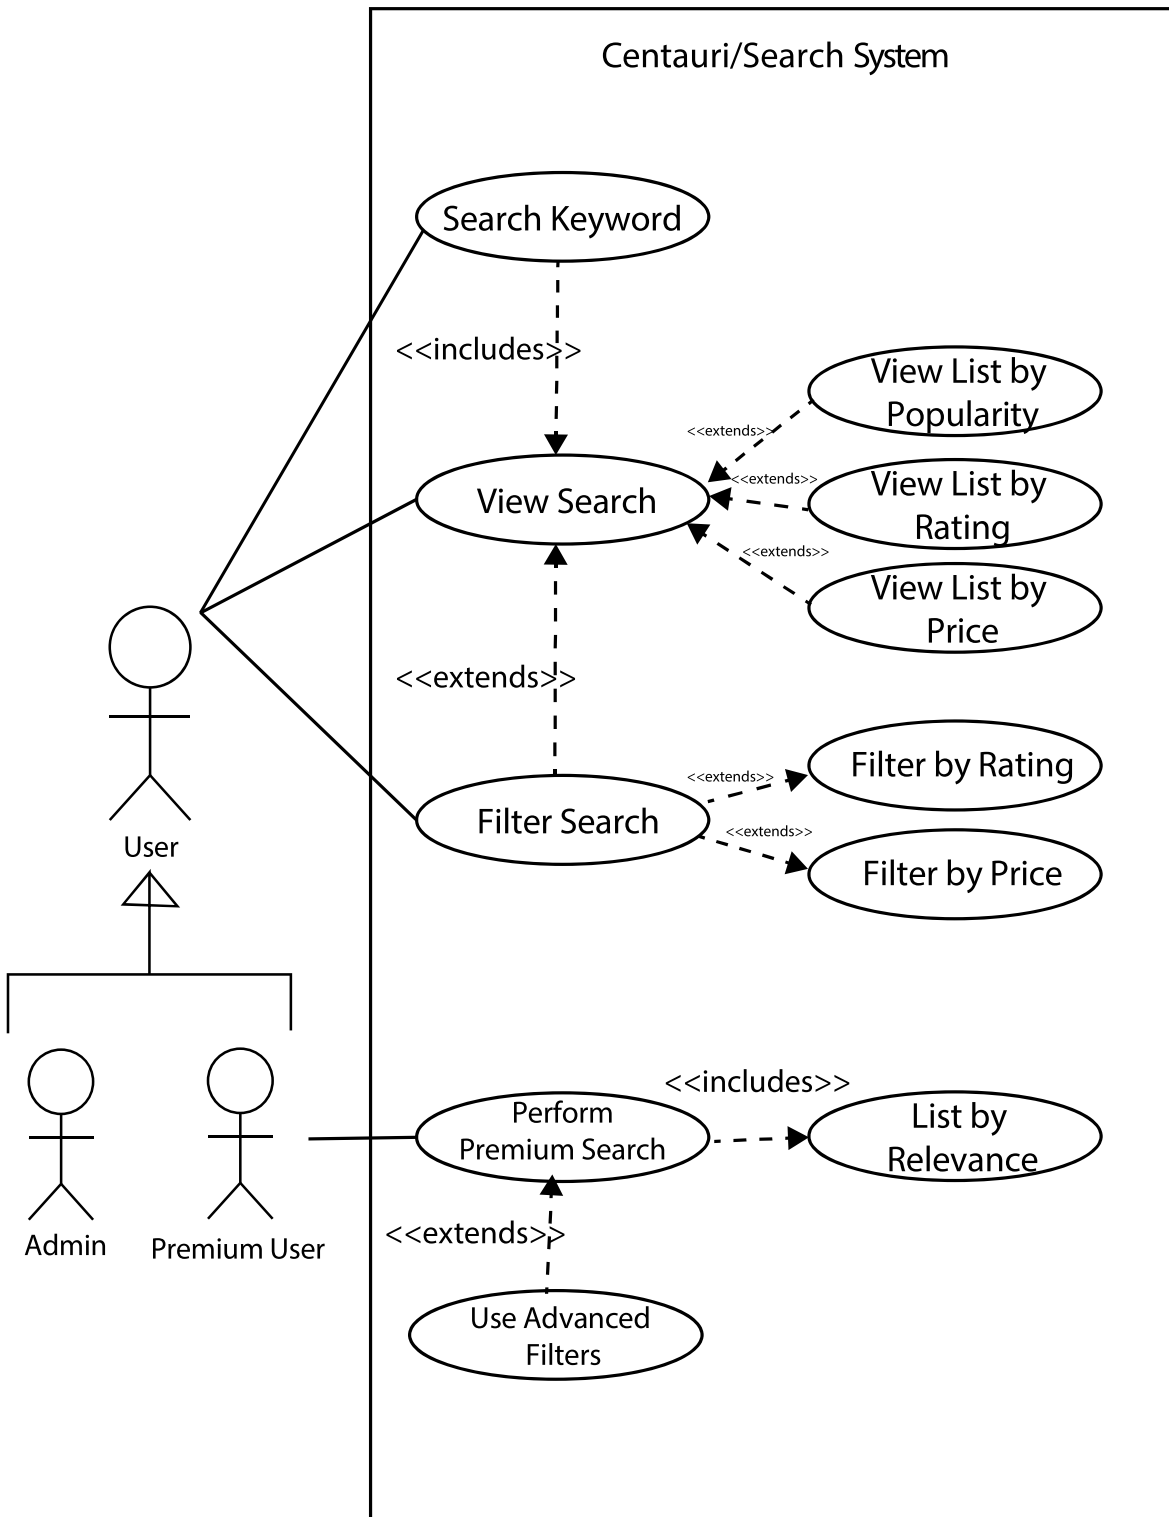 Centauri/Search System
Search Keyword
<<includes>>
View List by
Popularity
<<extends>>
<<extends>>
View List by
Rating
View Search
<<extends>>
View List by
Price
<<extends>>
Filter by Rating
<<extends>>
Filter Search
<<extends>>
Filter by Price
User
<<includes>>
Perform
Premium Search
List by
Relevance
<<extends>>
Admin
Premium User
Use Advanced
Filters